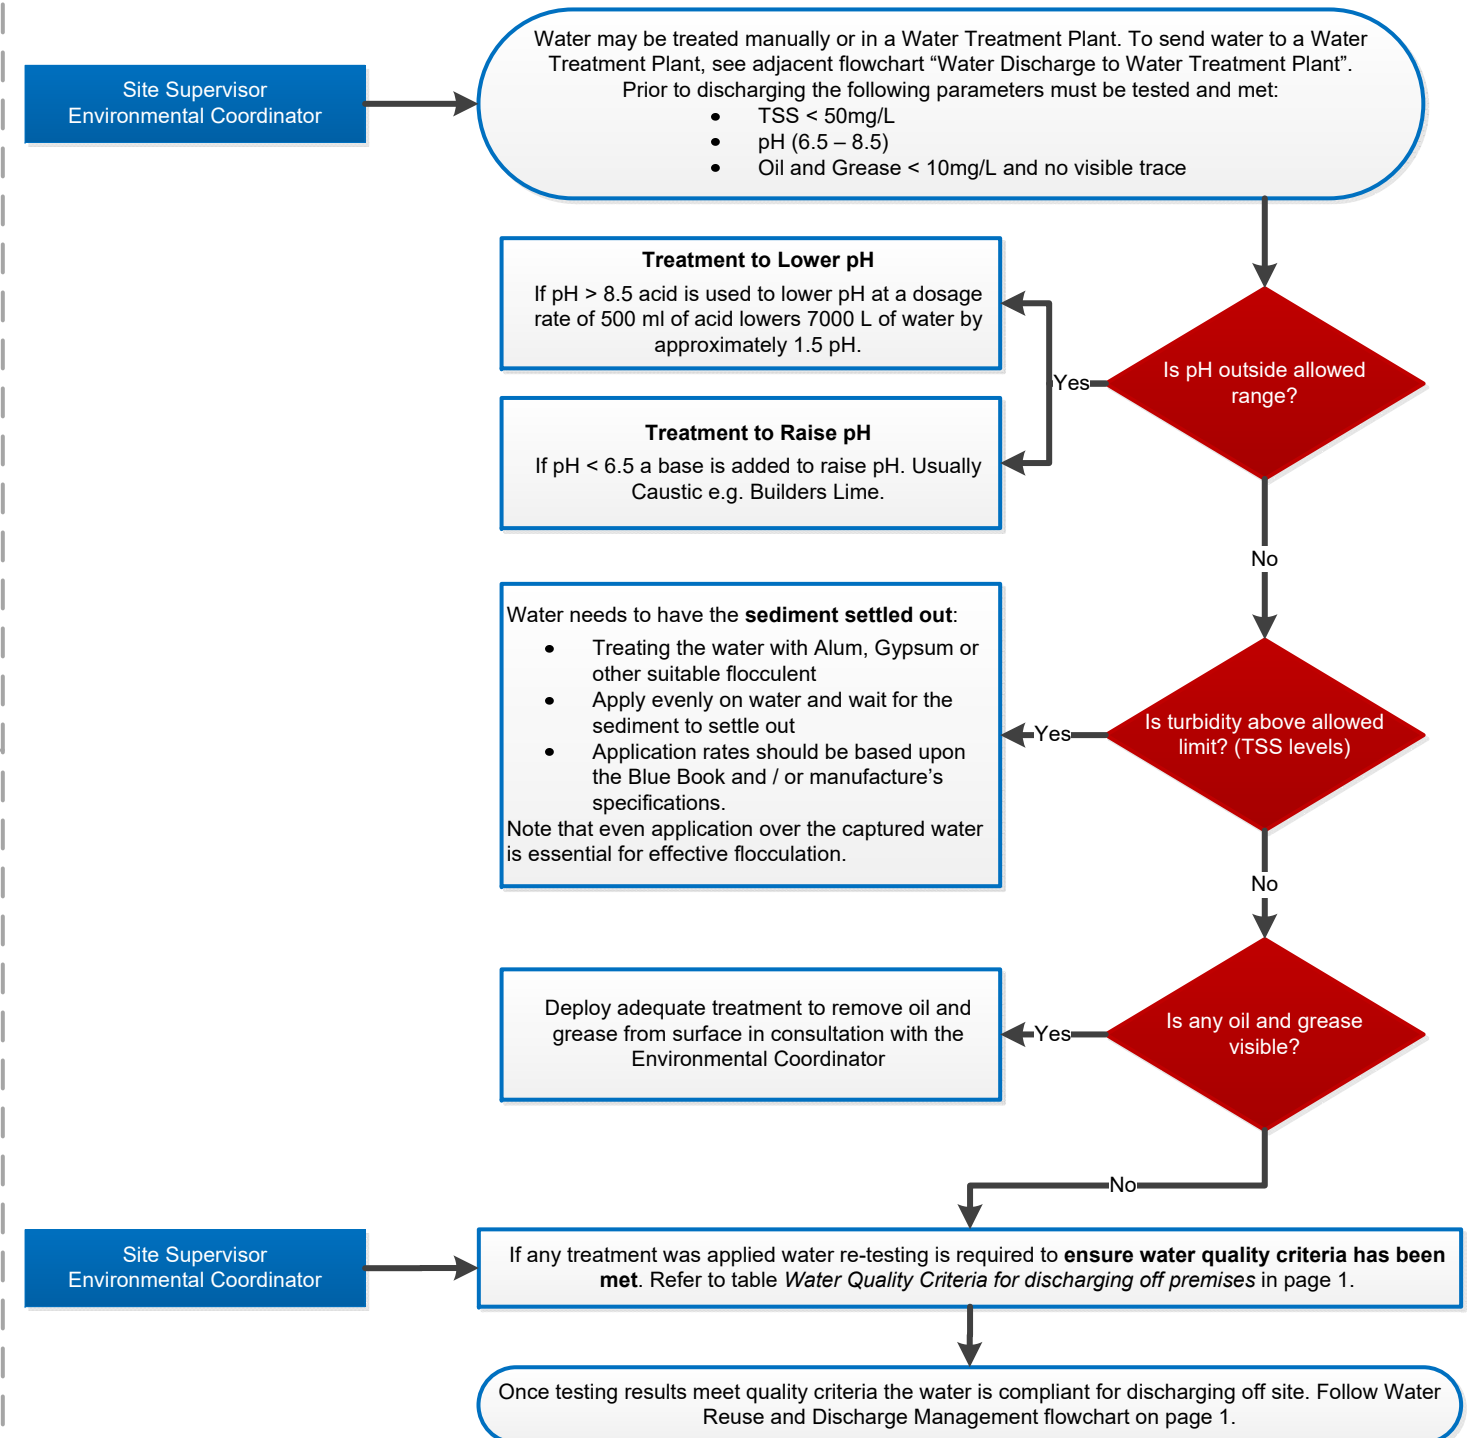 Site Supervisor
Environmental Coordinator
Water may be treated manually or in a Water Treatment Plant. To send water to a Water
Treatment Plant, see adjacent flowchart “Water Discharge to Water Treatment Plant”.
Prior to discharging the following parameters must be tested and met:
• TSS < 50mg/L
• pH (6.5 – 8.5)
• Oil and Grease < 10mg/L and no visible trace
Is pH outside allowed
range?
Yes
Treatment to Lower pH
If pH > 8.5 acid is used to lower pH at a dosage
rate of 500 ml of acid lowers 7000 L of water by
approximately 1.5 pH.
Treatment to Raise pH
If pH < 6.5 a base is added to raise pH. Usually
Caustic e.g. Builders Lime.
No
Is turbidity above allowed
limit? (TSS levels)
Yes
Water needs to have the sediment settled out:
• Treating the water with Alum, Gypsum or
other suitable flocculent
• Apply evenly on water and wait for the
sediment to settle out
• Application rates should be based upon
the Blue Book and / or manufacture’s
specifications.
Note that even application over the captured water
is essential for effective flocculation.
No
Is any oil and grease
visible?
Yes
Deploy adequate treatment to remove oil and
grease from surface in consultation with the
Environmental Coordinator
No
Site Supervisor
Environmental Coordinator
If any treatment was applied water re-testing is required to ensure water quality criteria has been
met. Refer to table Water Quality Criteria for discharging off premises in page 1.
Once testing results meet quality criteria the water is compliant for discharging off site. Follow Water
Reuse and Discharge Management flowchart on page 1.